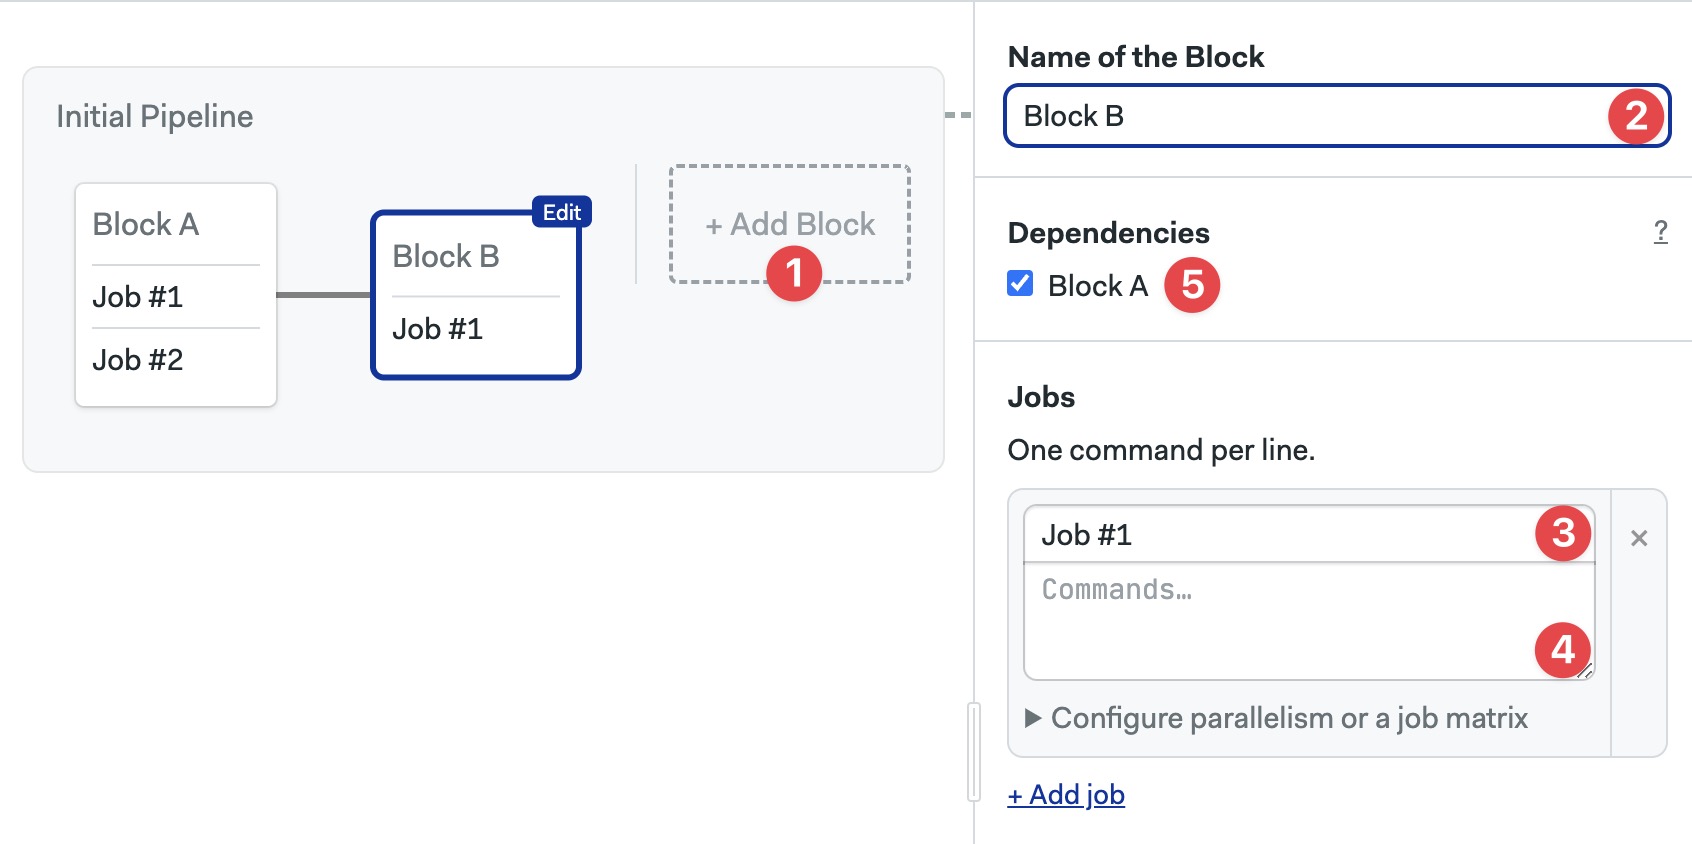 Initial Pipeline
Block A
Job #1
Job #2
Edit
Block B
Job #1
+ Add Block
1
Name of the Block
Block B
2
Dependencies
?
Block A
5
Jobs
One command per line.
Job #1
3
×
Commands…
4
▶ Configure parallelism or a job matrix
+ Add job